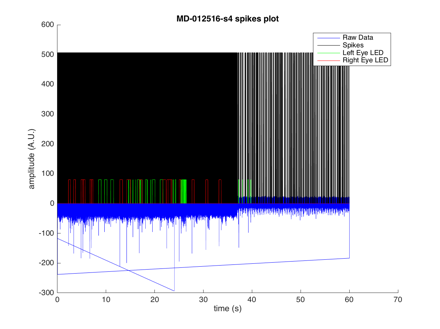 MD-012516-s4 spikes plot
600
500
400
300
200
100
0
-100
-200
-300
amplitude (A.U.)
Raw Data
Spikes
Left Eye LED
Right Eye LED
0 10 20 30 40 50 60 70
time (s)